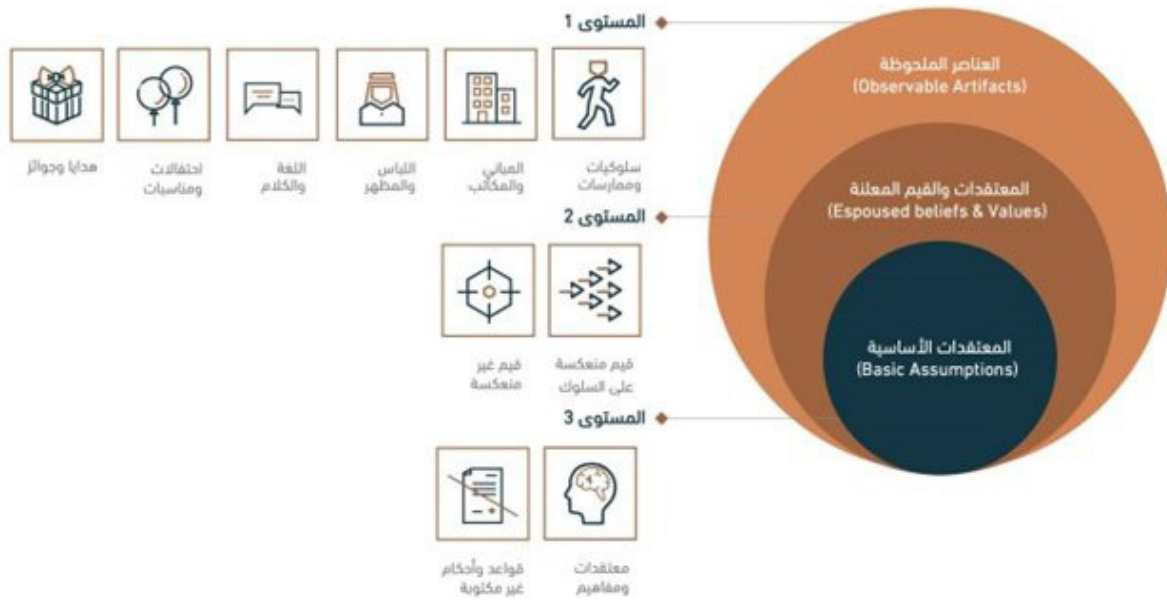 المستوى 1
العناصر الملحوظة
(Observable Artifacts)
سلوكيات
وممارسات
المباني
والمكاتب
اللباس
والمظهر
اللغة
والكلام
احتفالات
ومناسبات
هدايا وجوائز
المستوى 2
المعتقدات والقيم المعلنة
(Espoused beliefs & Values)
قيم منعكسة
على السلوك
قيم غير
منعكسة
المستوى 3
المعتقدات الأساسية
(Basic Assumptions)
معتقدات
ومفاهيم
قواعد وأحكام
غير مكتوبة